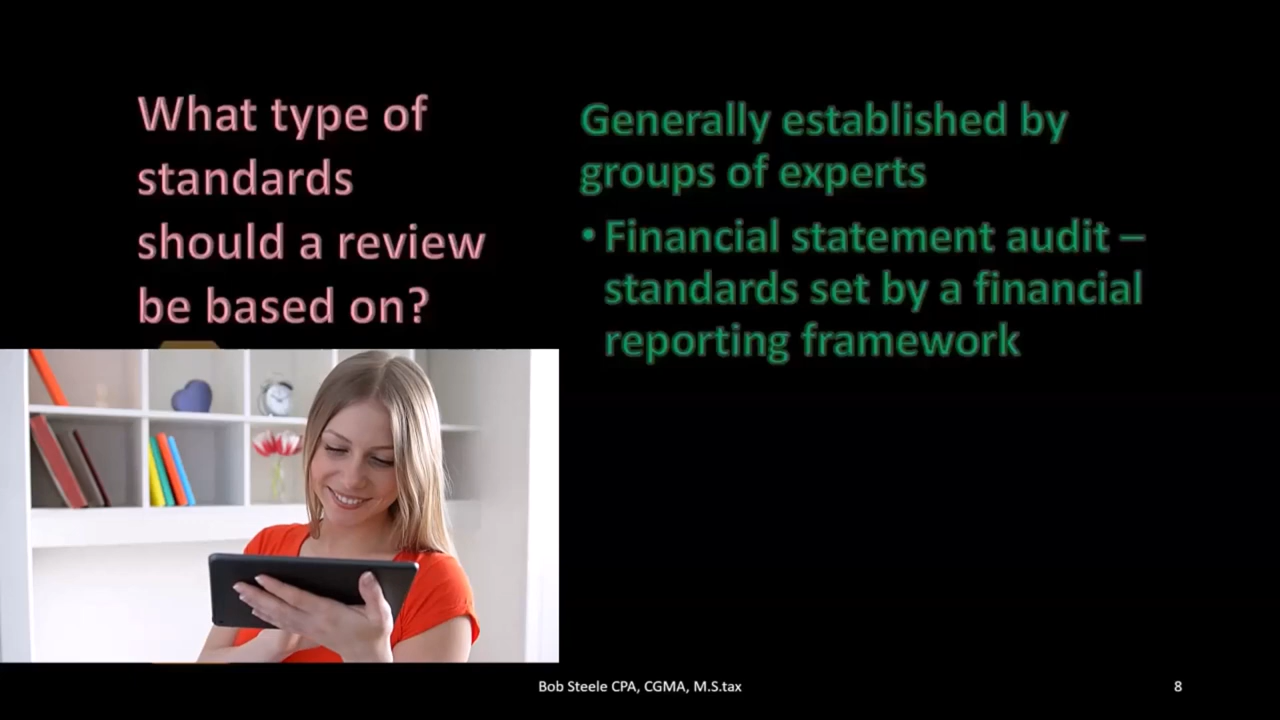 What type of
standards
should a review
be based on?
Generally established by
groups of experts
• Financial statement audit –
standards set by a financial
reporting framework
Bob Steele CPA, CGMA, M.S.tax
8